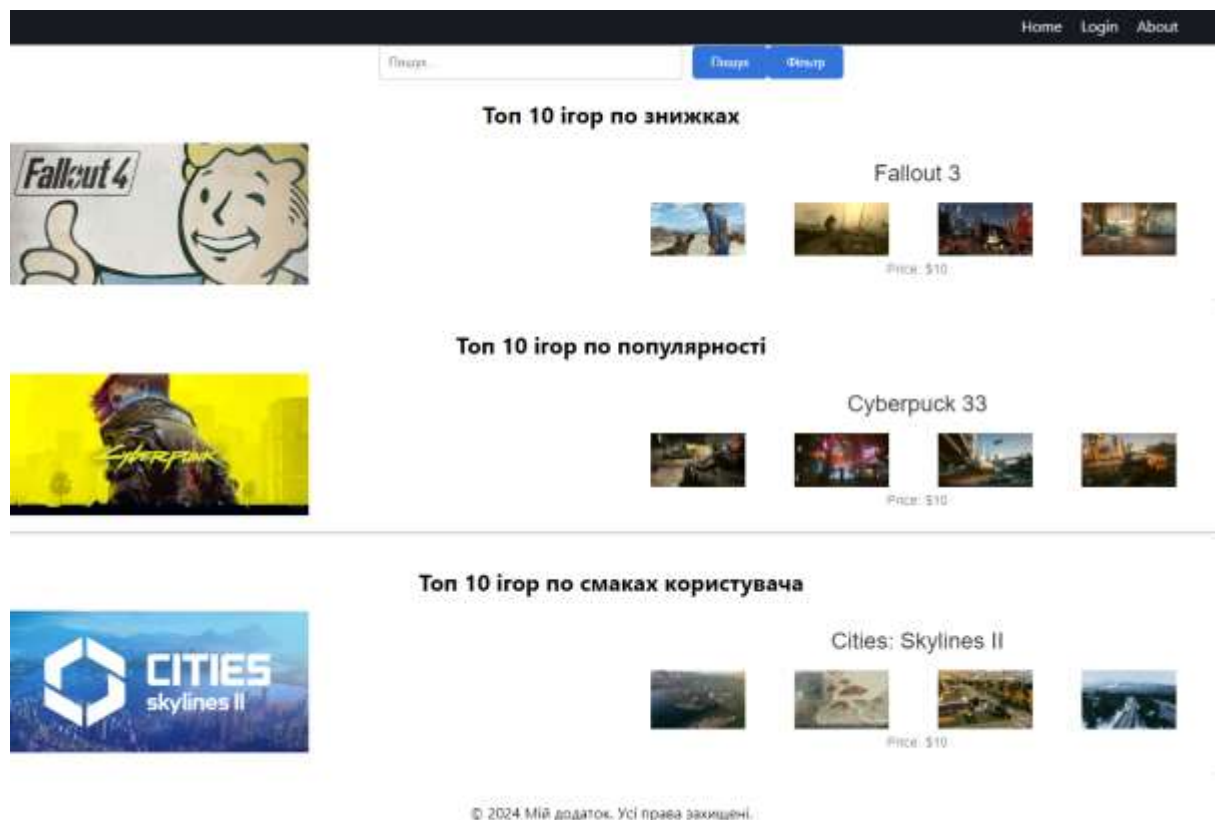 Home Login About
Пошук...
Пошук Фільтр
Топ 10 ігор по знижках
Fallout 4
Fallout 3
Price: $10
Топ 10 ігор по популярності
Cyberpunk
Cyberpuck 33
Price: $10
Топ 10 ігор по смаках користувача
CITIES
skylines II
Cities: Skylines II
Price: $10
© 2024 Мій додаток. Усі права захищені.